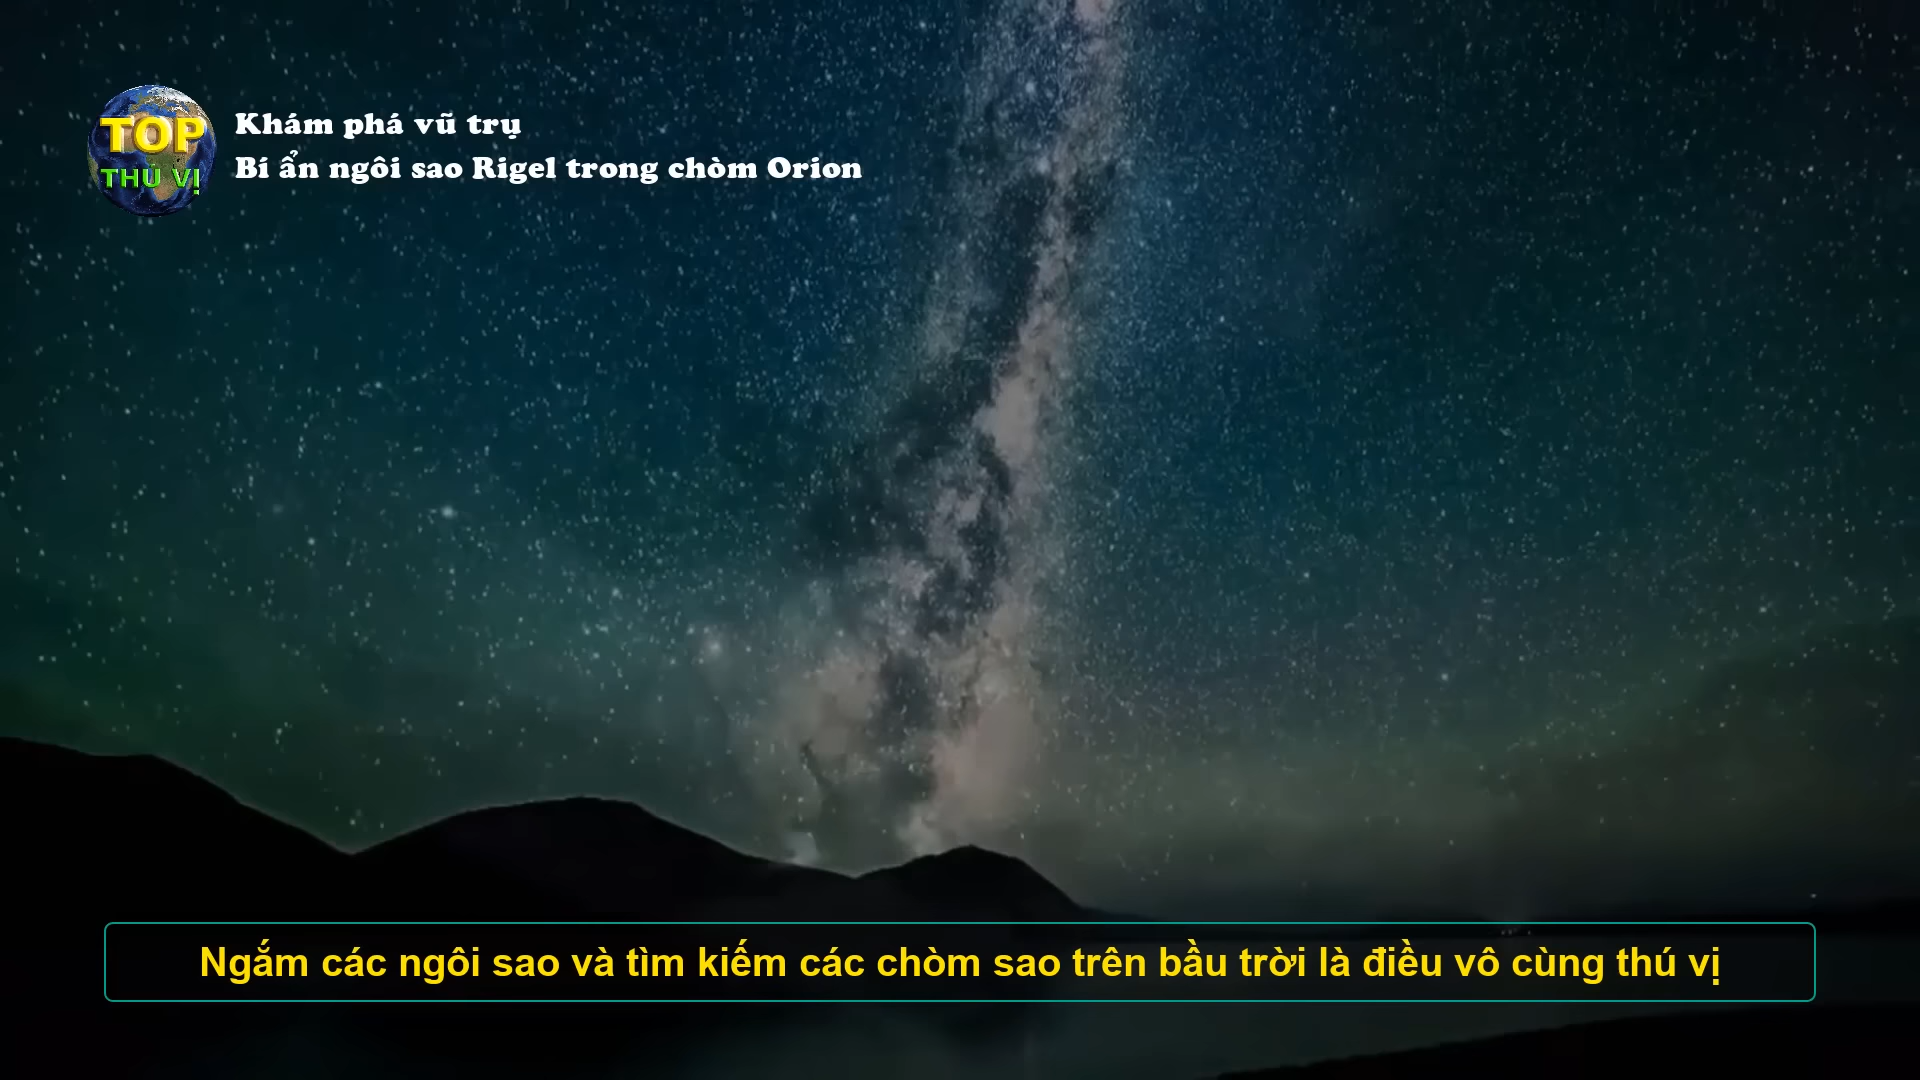 TOP
THÚ VỊ
Khám phá vũ trụ
Bí ẩn ngôi sao Rigel trong chòm Orion
Ngắm các ngôi sao và tìm kiếm các chòm sao trên bầu trời là điều vô cùng thú vị